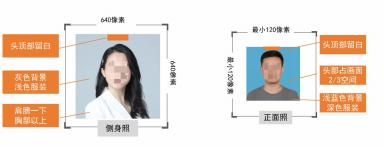 640像素
头顶部留白
灰色背景
浅色服装
肩膀一下
胸部以上
640像素
侧身照
最小120像素
最小120像素
头顶部留白
头部占画面
2/3空间
浅蓝色背景
深色服装
正面照